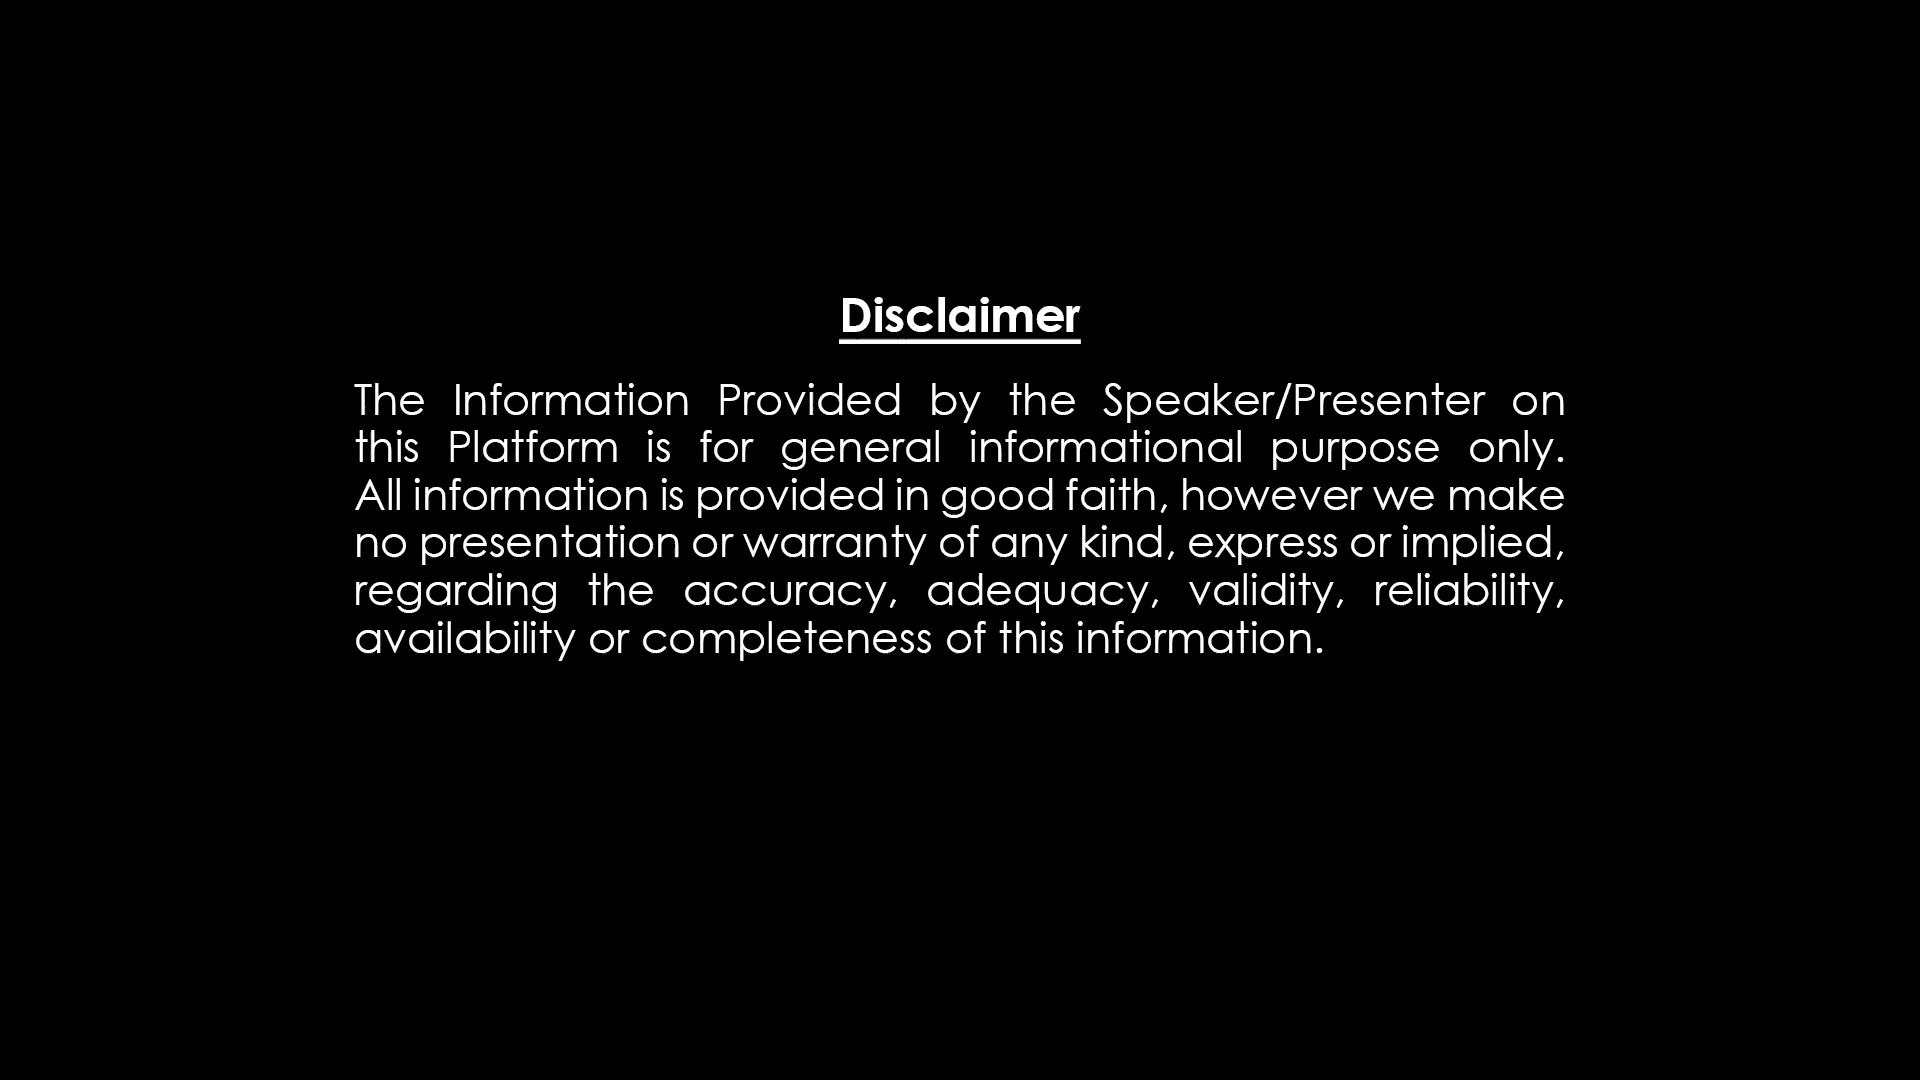 Disclaimer
The Information Provided by the Speaker/Presenter on
this Platform is for general informational purpose only.
All information is provided in good faith, however we make
no presentation or warranty of any kind, express or implied,
regarding the accuracy, adequacy, validity, reliability,
availability or completeness of this information.